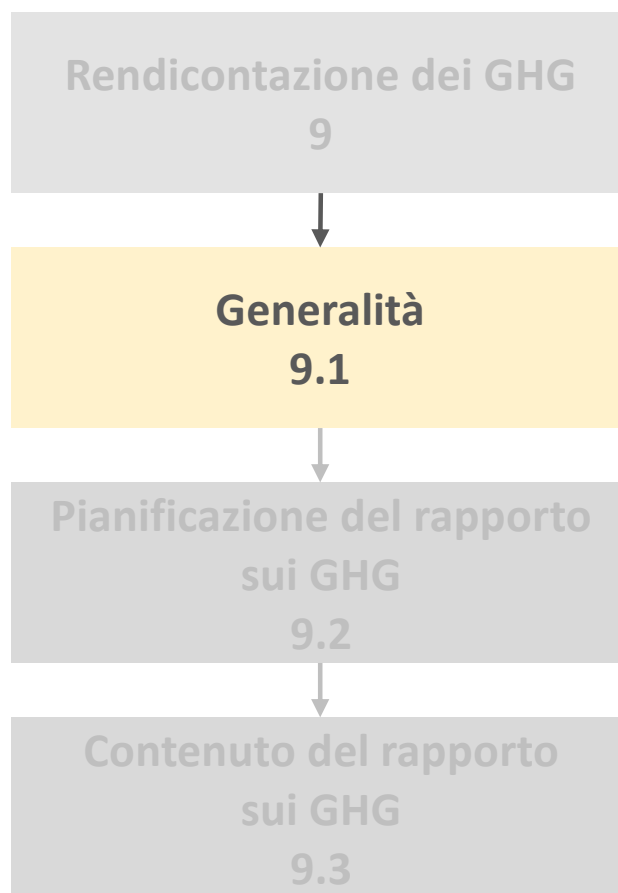 Rendicontazione dei GHG
9
Generalità
9.1
Pianificazione del rapporto
sui GHG
9.2
Contenuto del rapporto
sui GHG
9.3